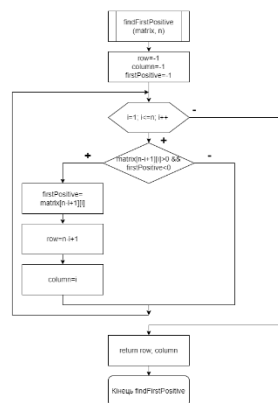 findFirstPositive
(matrix, n)
row=-1
column=-1
firstPositive=-1
i=1; i<=n; i++
-
+
matrix[n-i+1][i]>0 &&
firstPositive<0
+
-
firstPositive=
matrix[n-i+1][i]
row=n-i+1
column=i
return row, column
Кінець findFirstPositive